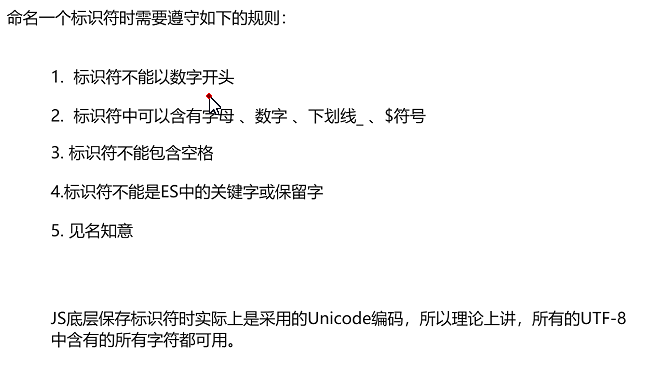 命名一个标识符时需要遵守如下的规则：
1. 标识符不能以数字开头
2. 标识符中可以含有字母 、数字 、下划线_ 、$符号
3. 标识符不能包含空格
4.标识符不能是ES中的关键字或保留字
5. 见名知意
JS底层保存标识符时实际上是采用的Unicode编码，所以理论上讲，所有的UTF-8
中含有的所有字符都可用。